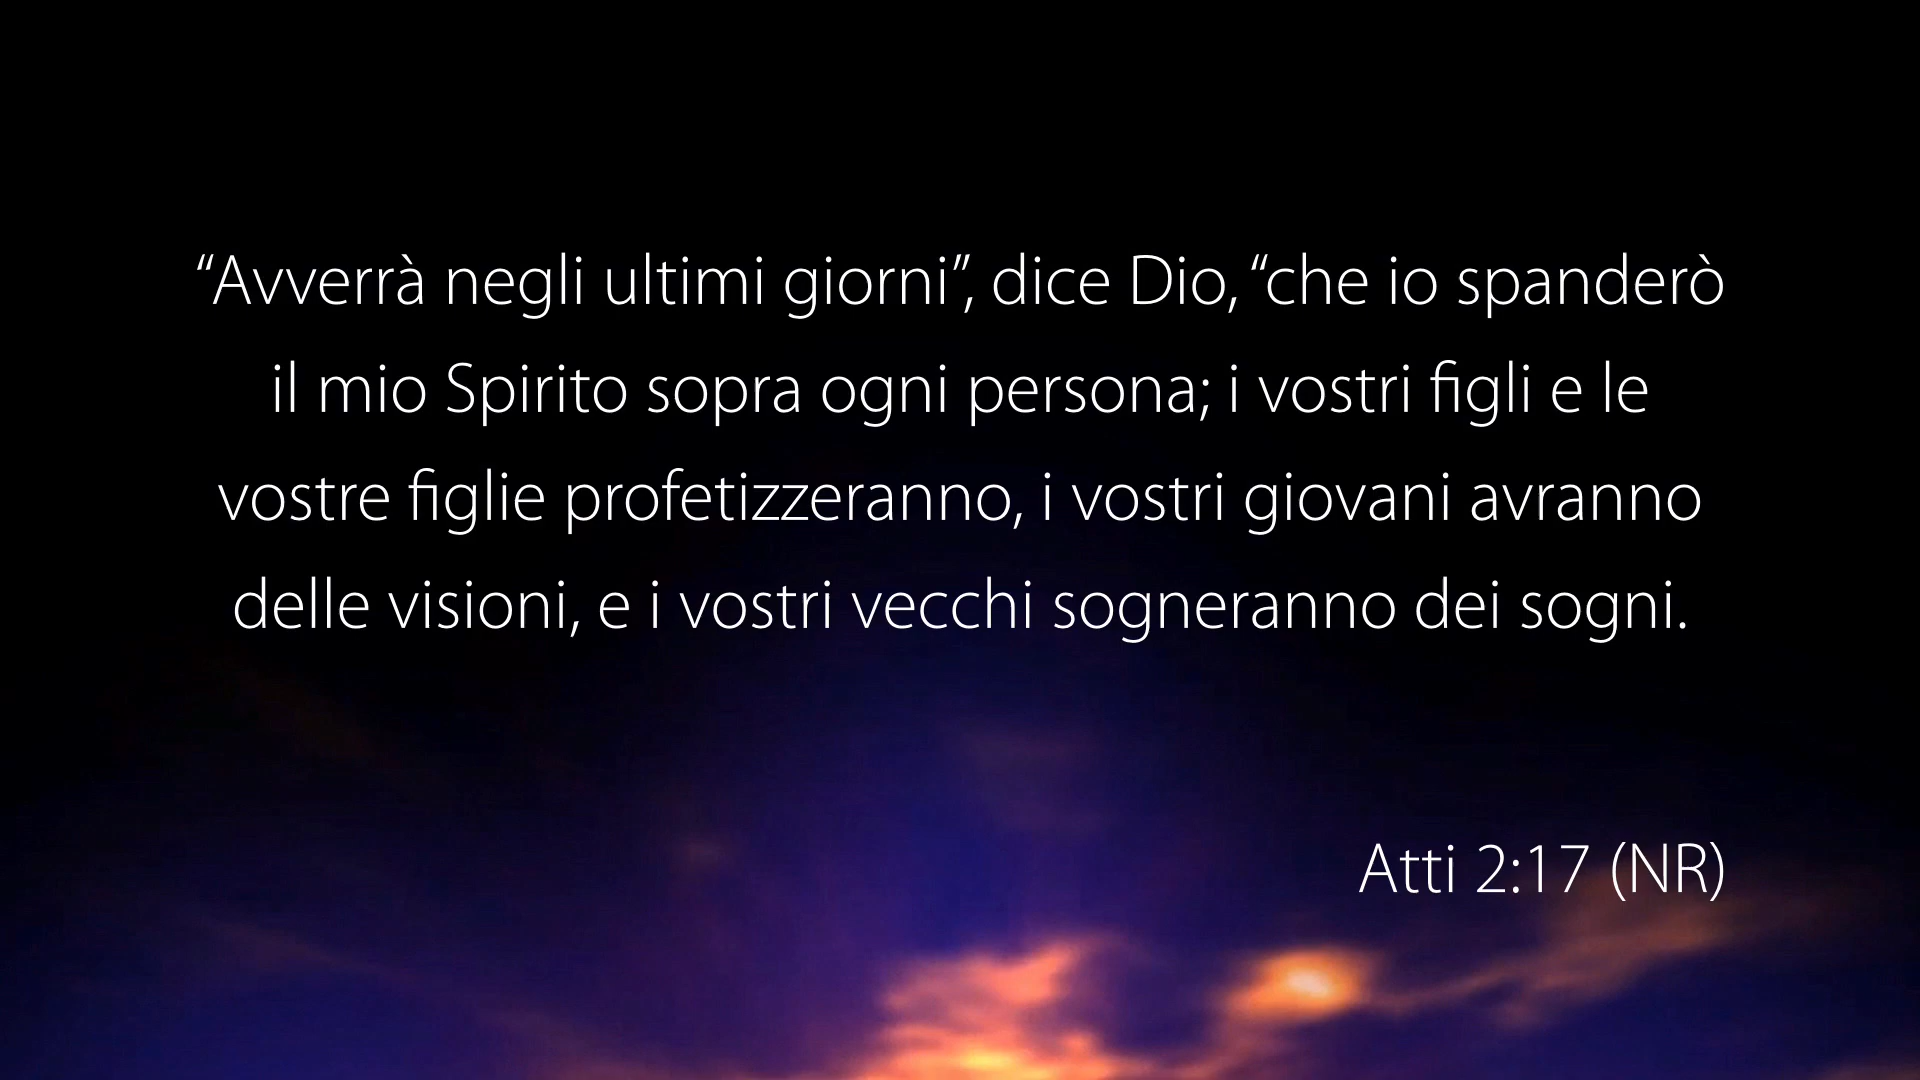 “Avverrà negli ultimi giorni”, dice Dio, “che io spanderò
il mio Spirito sopra ogni persona; i vostri figli e le
vostre figlie profetizzeranno, i vostri giovani avranno
delle visioni, e i vostri vecchi sogneranno dei sogni.
Atti 2:17 (NR)